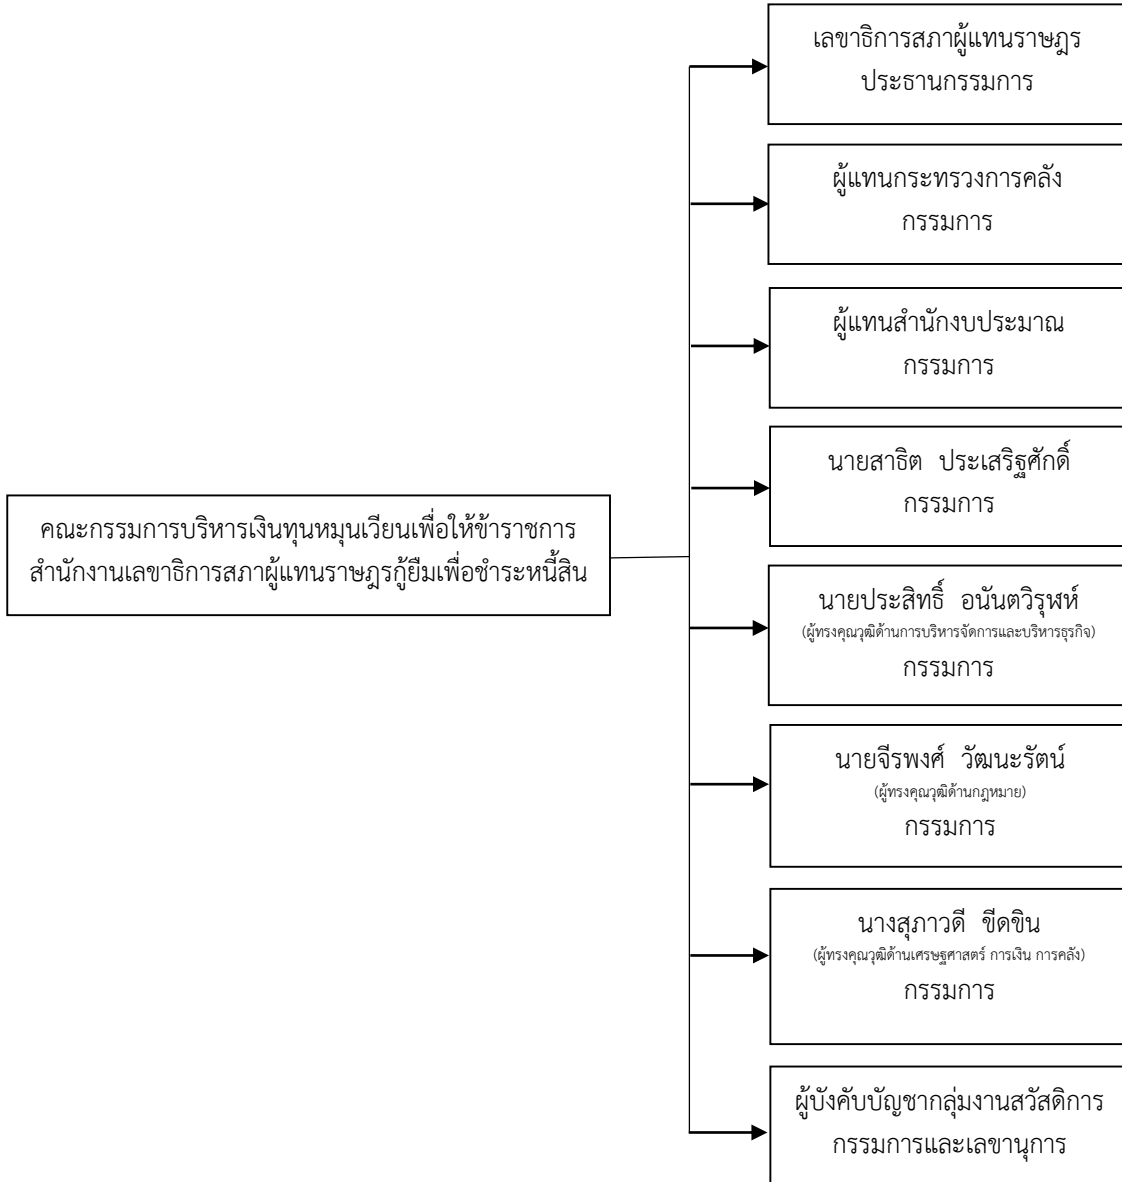 เลขาธิการสภาผู้แทนราษฎร
ประธานกรรมการ
ผู้แทนกระทรวงการคลัง
กรรมการ
ผู้แทนสำนักงบประมาณ
กรรมการ
นายสาธิต ประเสริฐศักดิ์
กรรมการ
คณะกรรมการบริหารเงินทุนหมุนเวียนเพื่อให้ข้าราชการ
สำนักงานเลขาธิการสภาผู้แทนราษฎรกู้ยืมเพื่อชำระหนี้สิน
นายประสิทธิ์ อนันตวิรุฬห์
(ผู้ทรงคุณวุฒิด้านการบริหารจัดการและบริหารธุรกิจ)
กรรมการ
นายจีรพงศ์ วัฒนะรัตน์
(ผู้ทรงคุณวุฒิด้านกฎหมาย)
กรรมการ
นางสุภาวดี ขีดขิน
(ผู้ทรงคุณวุฒิด้านเศรษฐศาสตร์ การเงิน การคลัง)
กรรมการ
ผู้บังคับบัญชากลุ่มงานสวัสดิการ
กรรมการและเลขานุการ